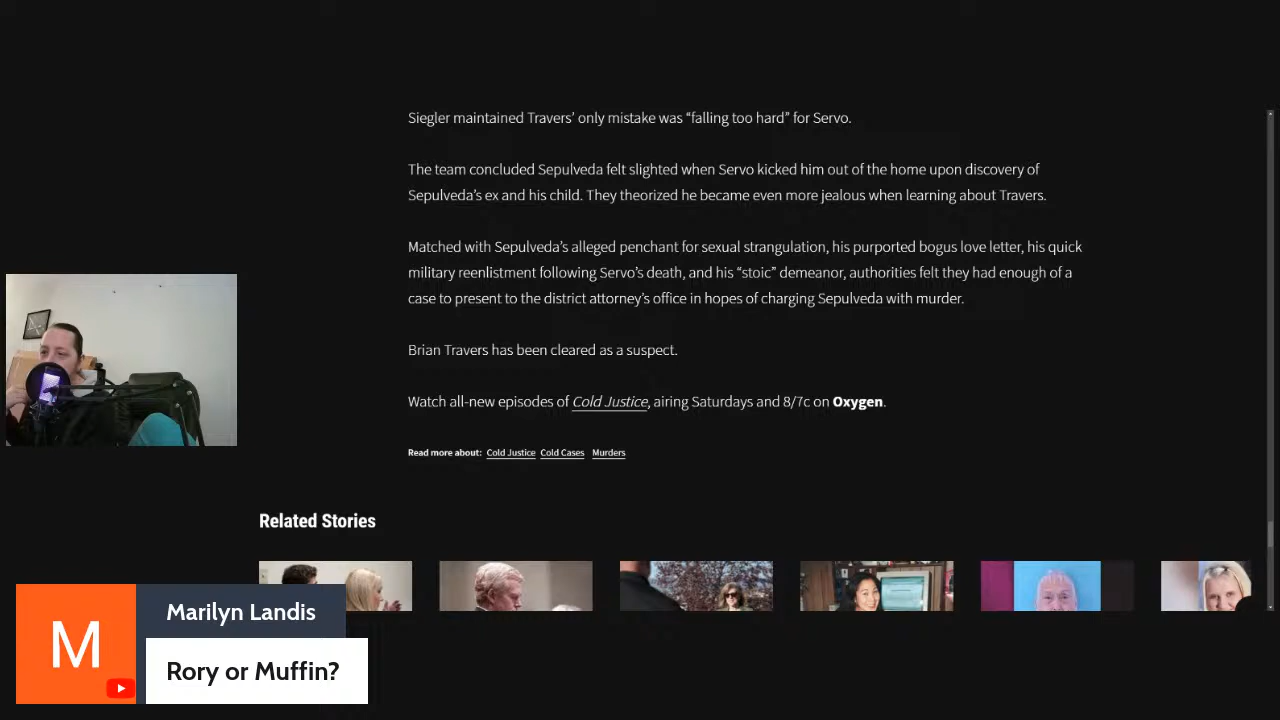 Siegler maintained Travers’ only mistake was “falling too hard” for Servo.
The team concluded Sepulveda felt slighted when Servo kicked him out of the home upon discovery of
Sepulveda’s ex and his child. They theorized he became even more jealous when learning about Travers.
Matched with Sepulveda’s alleged penchant for sexual strangulation, his purported bogus love letter, his quick
military reenlistment following Servo’s death, and his “stoic” demeanor, authorities felt they had enough of a
case to present to the district attorney’s office in hopes of charging Sepulveda with murder.
Brian Travers has been cleared as a suspect.
Watch all-new episodes of Cold Justice, airing Saturdays and 8/7c on Oxygen.
Read more about: Cold Justice Cold Cases Murders
Related Stories
M
Marilyn Landis
Rory or Muffin?